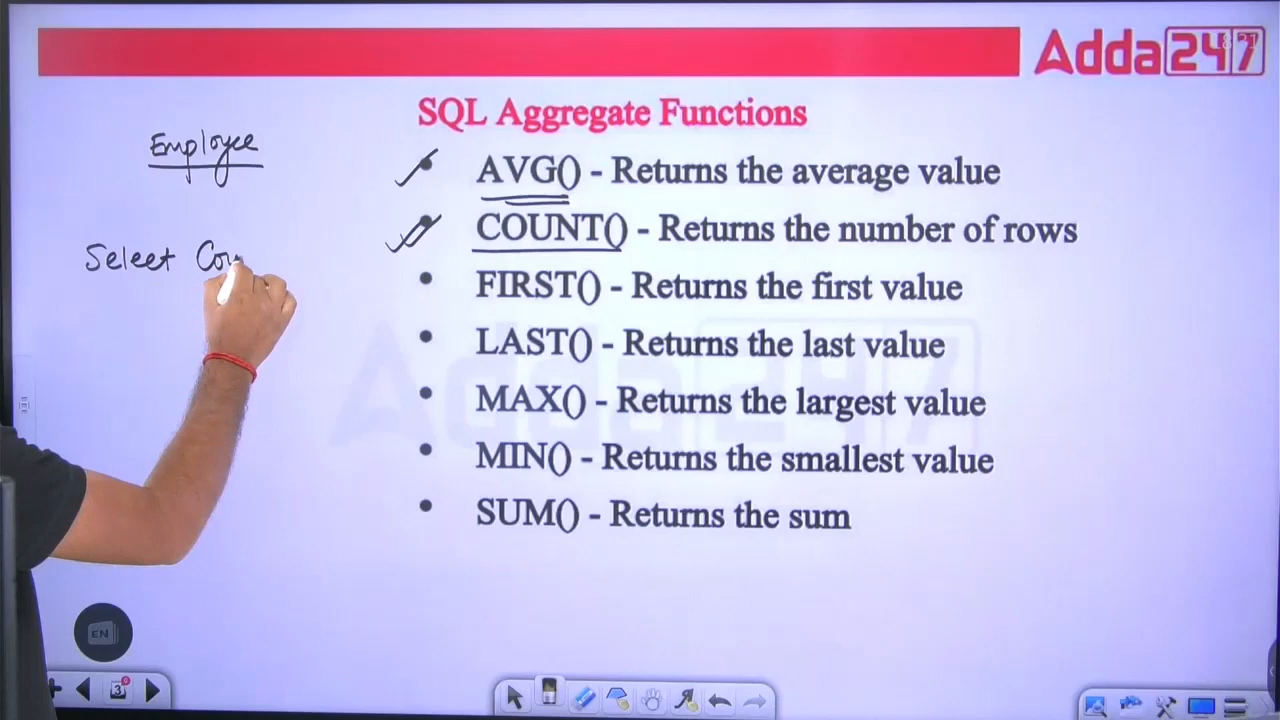 Adda247
SQL Aggregate Functions
Employee
AVG() - Returns the average value
COUNT() - Returns the number of rows
Select Cou
FIRST() - Returns the first value
LAST() - Returns the last value
MAX() - Returns the largest value
MIN() - Returns the smallest value
SUM() - Returns the sum
EN
3